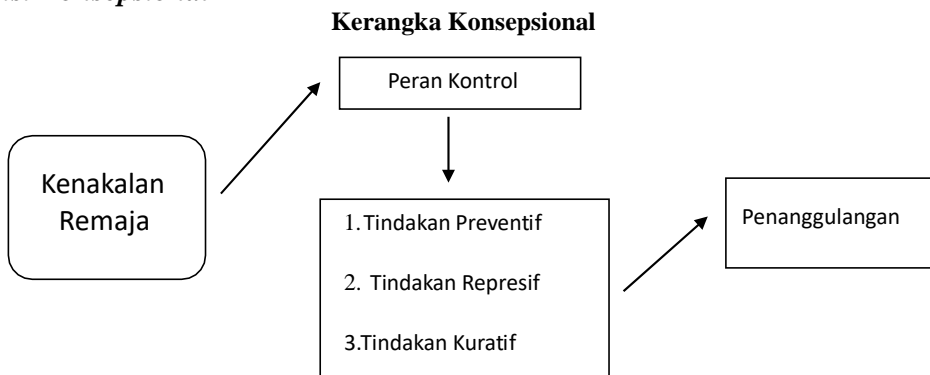 Kerangka Konsepsional
Peran Kontrol
Kenakalan
Remaja
1. Tindakan Preventif
2. Tindakan Represif
3.Tindakan Kuratif
Penanggulangan